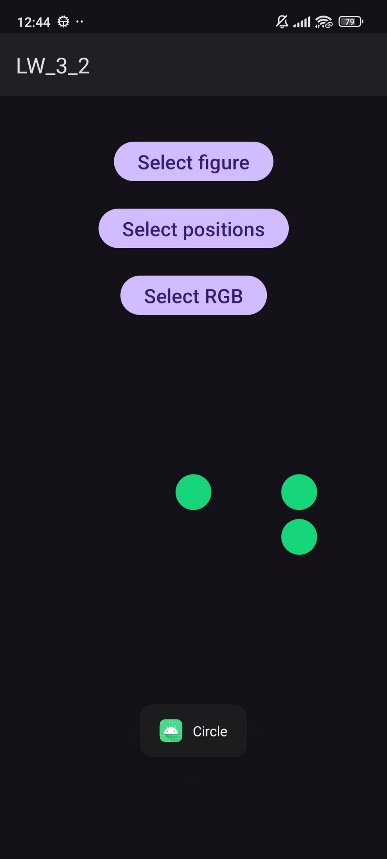 12:44
79
LW_3_2
Select figure
Select positions
Select RGB
Circle